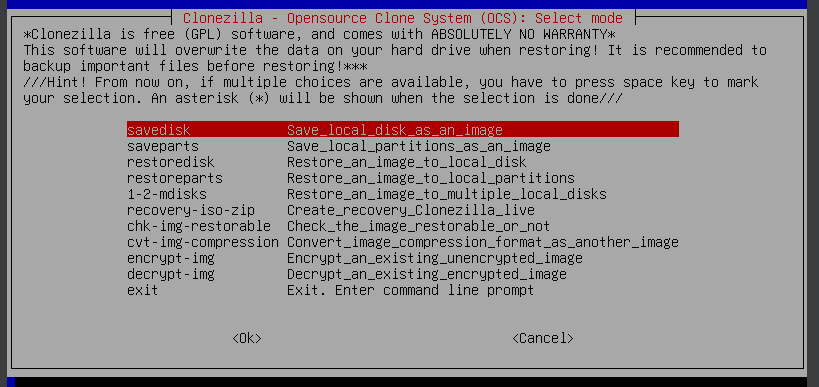 Clonezilla - Opensource Clone System (OCS): Select mode
*Clonezilla is free (GPL) software, and comes with ABSOLUTELY NO WARRANTY*
This software will overwrite the data on your hard drive when restoring! It is recommended to
backup important files before restoring!***
///Hint! From now on, if multiple choices are available, you have to press space key to mark
your selection. An asterisk (*) will be shown when the selection is done///
savedisk Save_local_disk_as_an_image
saveparts Save_local_partitions_as_an_image
restoredisk Restore_an_image_to_local_disk
restoreparts Restore_an_image_to_local_partitions
1-2-mdisks Restore_an_image_to_multiple_local_disks
recovery-iso-zip Create_recovery_Clonezilla_live
chk-img-restorable Check_the_image_restorable_or_not
cvt-img-compression Convert_image_compression_format_as_another_image
encrypt-img Encrypt_an_existing_unencrypted_image
decrypt-img Decrypt_an_existing_encrypted_image
exit Exit. Enter command line prompt
<Ok> <Cancel>